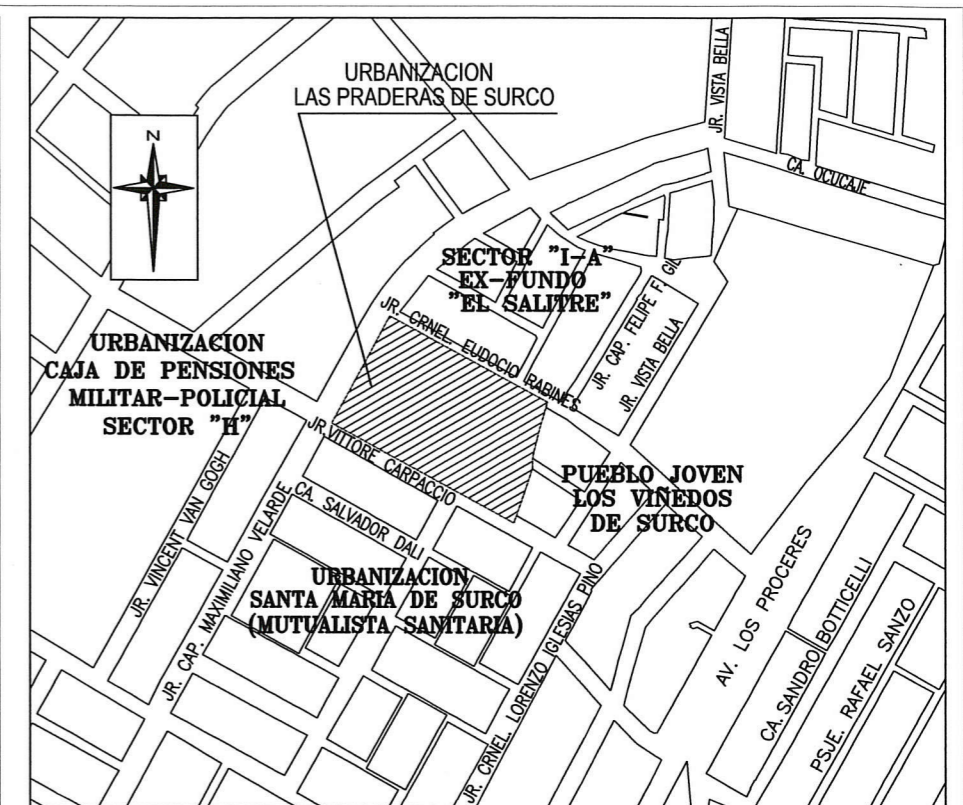 URBANIZACION
LAS PRADERAS DE SURCO
JR. VISTA BELLA
CA. OCUCAJE
N
SECTOR "I-A"
EX-FUNDO
"EL SALITRE"
JR. CRNEL. EUDOCIO RABINES
JR. CAP. FELIPE F. GIL
JR. VISTA BELLA
URBANIZACION
CAJA DE PENSIONES
MILITAR-POLICIAL
SECTOR "H"
JR. VITTORE CARPACCIO
PUEBLO JOVEN
LOS VIÑEDOS
DE SURCO
JR. VINCENT VAN GOGH
JR. CAP. MAXIMILIANO VELARDE
CA. SALVADOR DALI
URBANIZACION
SANTA MARIA DE SURCO
(MUTUALISTA SANITARIA)
JR. CRNEL. LORENZO IGLESIAS PINO
AV. LOS PROCERES
CA. SANDRO BOTTICELLI
PSJE. RAFAEL SANZO